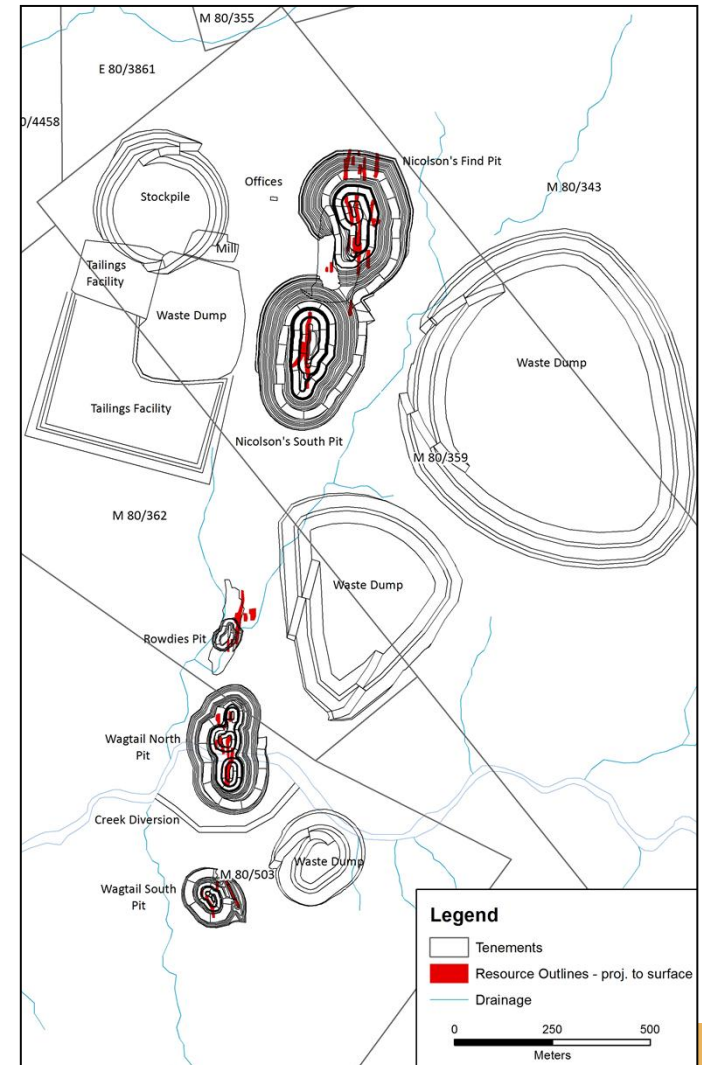 M 80/355
E 80/3861
0/4458
Nicolson's Find Pit
Offices
M 80/343
Stockpile
Mill
Tailings
Facility
Waste Dump
Waste Dump
Tailings Facility
Nicolson's South Pit
M 80/359
M 80/362
Waste Dump
Rowdies Pit
Wagtail North
Pit
Creek Diversion
Waste Dump
M 80/503
Wagtail South
Pit
Legend
Tenements
Resource Outlines - proj. to surface
Drainage
0 250 500
Meters